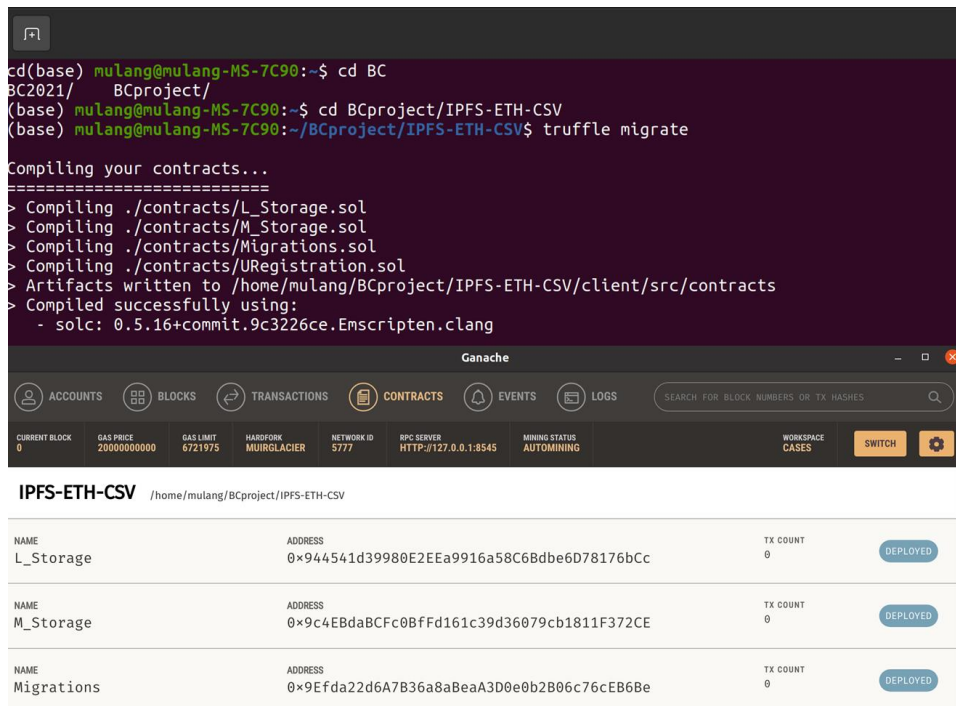 cd(base) mulang@mulang-MS-7C90:~$ cd BC
BC2021/    BCproject/
(base) mulang@mulang-MS-7C90:~$ cd BCproject/IPFS-ETH-CSV
(base) mulang@mulang-MS-7C90:~/BCproject/IPFS-ETH-CSV$ truffle migrate
Compiling your contracts...
===========================
> Compiling ./contracts/L_Storage.sol
> Compiling ./contracts/M_Storage.sol
> Compiling ./contracts/Migrations.sol
> Compiling ./contracts/URegistration.sol
> Artifacts written to /home/mulang/BCproject/IPFS-ETH-CSV/client/src/contracts
> Compiled successfully using:
   - solc: 0.5.16+commit.9c3226ce.Emscripten.clang
Ganache
ACCOUNTS BLOCKS TRANSACTIONS CONTRACTS EVENTS LOGS SEARCH FOR BLOCK NUMBERS OR TX HASHES
CURRENT BLOCK GAS PRICE GAS LIMIT HARDFORK NETWORK ID RPC SERVER MINING STATUS WORKSPACE
0 20000000000 6721975 MUIRGLACIER 5777 HTTP://127.0.0.1:8545 AUTOMINING CASES SWITCH
IPFS-ETH-CSV /home/mulang/BCproject/IPFS-ETH-CSV
NAME ADDRESS TX COUNT
L_Storage 0×944541d39980E2EEa9916a58C6Bdbe6D78176bCc 0 DEPLOYED
NAME ADDRESS TX COUNT
M_Storage 0×9c4EBdaBCFc0BfFd161c39d36079cb1811F372CE 0 DEPLOYED
NAME ADDRESS TX COUNT
Migrations 0×9Efda22d6A7B36a8aBeaA3D0e0b2B06c76cEB6Be 0 DEPLOYED